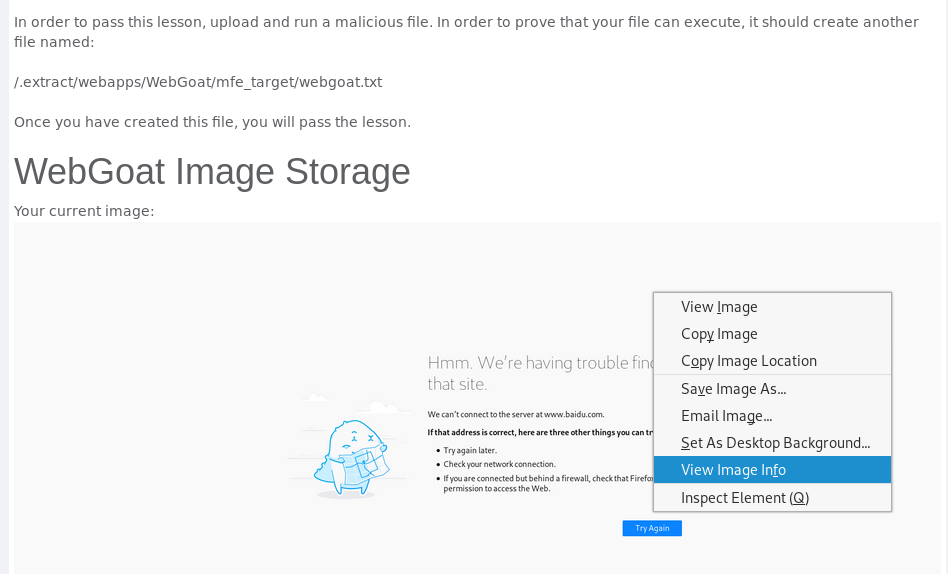 In order to pass this lesson, upload and run a malicious file. In order to prove that your file can execute, it should create another
file named:
/.extract/webapps/WebGoat/mfe_target/webgoat.txt
Once you have created this file, you will pass the lesson.
WebGoat Image Storage
Your current image:
View Image
Copy Image
Copy Image Location
Save Image As...
Email Image...
Set As Desktop Background...
View Image Info
Inspect Element (Q)
Hmm. We're having trouble
that site.
We can't connect to the server at www.baidu.com.
If that address is correct, here are three other things you can
Try again later.
Check your network connection.
If you are connected but behind a firewall, check that
permission to access the Web.
Try Again